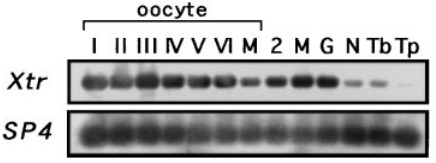 oocyte
I II III IV V VI M 2 M G N Tb Tp
Xtr
SP4